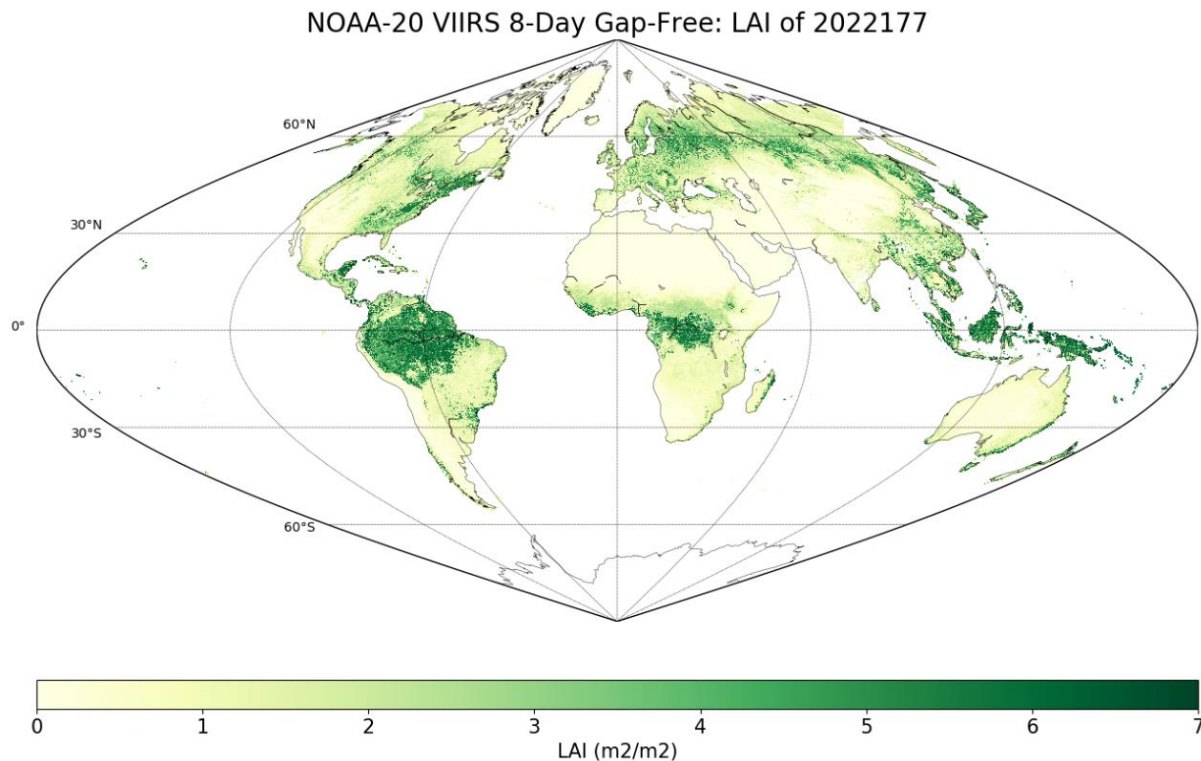 NOAA-20 VIIRS 8-Day Gap-Free: LAI of 2022177
60°N
30°N
0°
30°S
60°S
0 1 2 3 4 5 6 7
LAI (m2/m2)